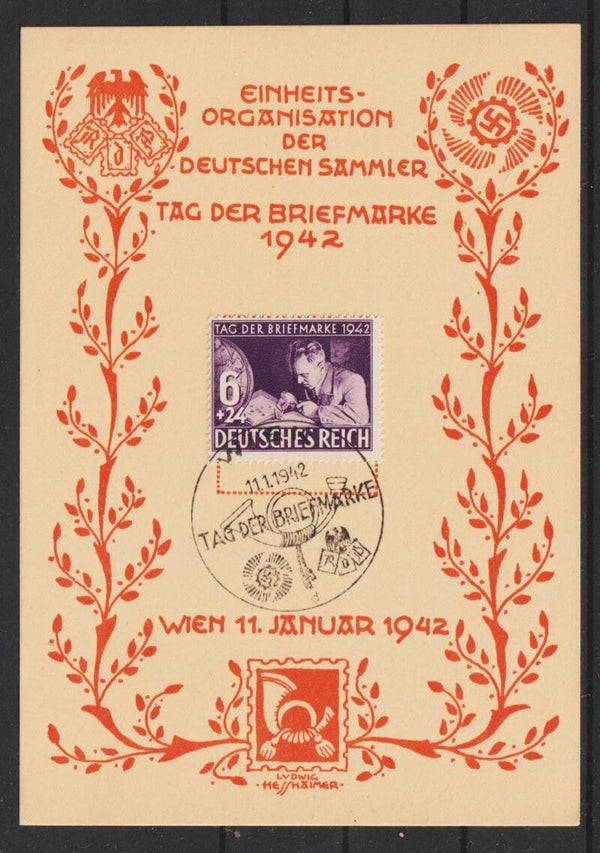 EINHEITS-
ORGANISATION
DER
DEUTSCHEN SAMMLER
TAG DER BRIEFMARKE
1942
R D P
TAG DER BRIEFMARKE 1942
6
+24
DEUTSCHES REICH
WIEN
11.1.1942
TAG DER BRIEFMARKE
R D P
d
WIEN 11. JANUAR 1942
LUDWIG
HESSHAIMER